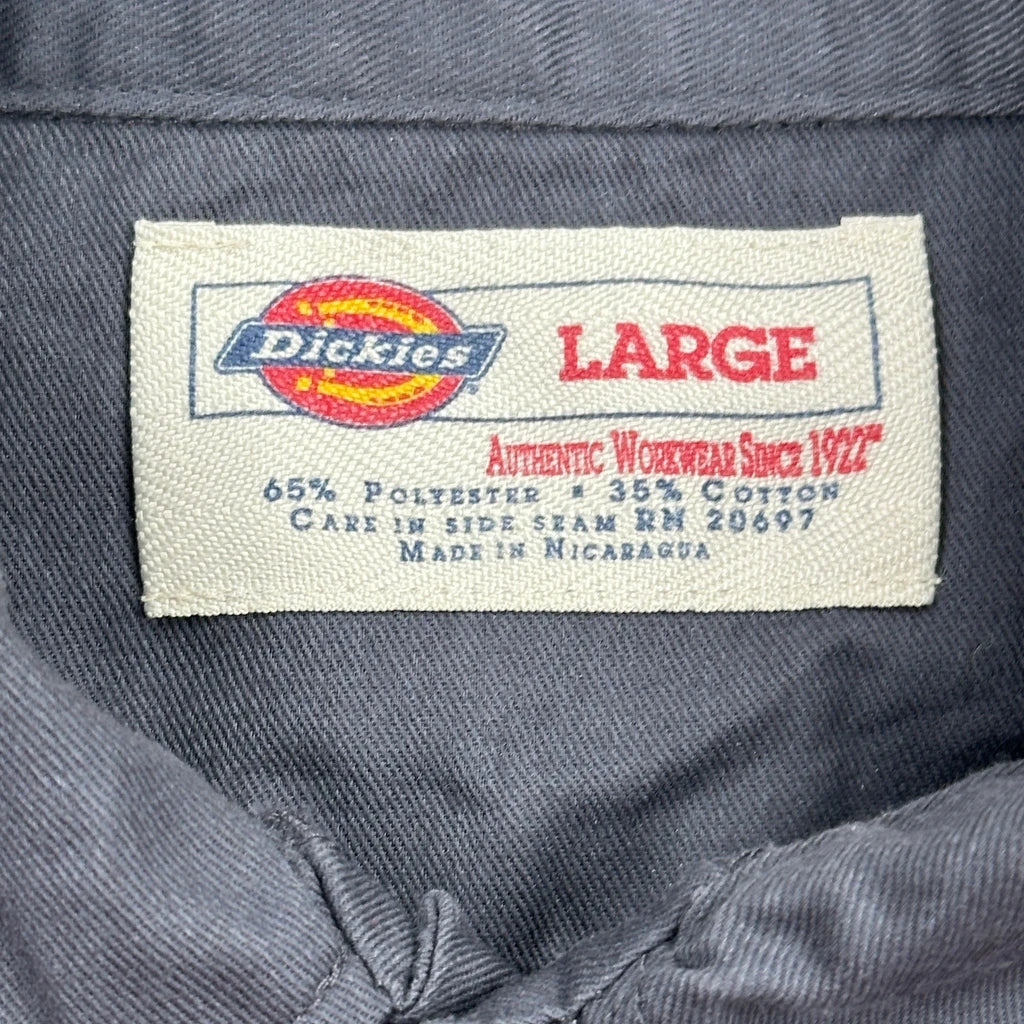 Dickies
LARGE
AUTHENTIC WORKWEAR SINCE 1922™
65% POLYESTER ▪ 35% COTTON
CARE IN SIDE SEAM RN 20697
MADE IN NICARAGUA